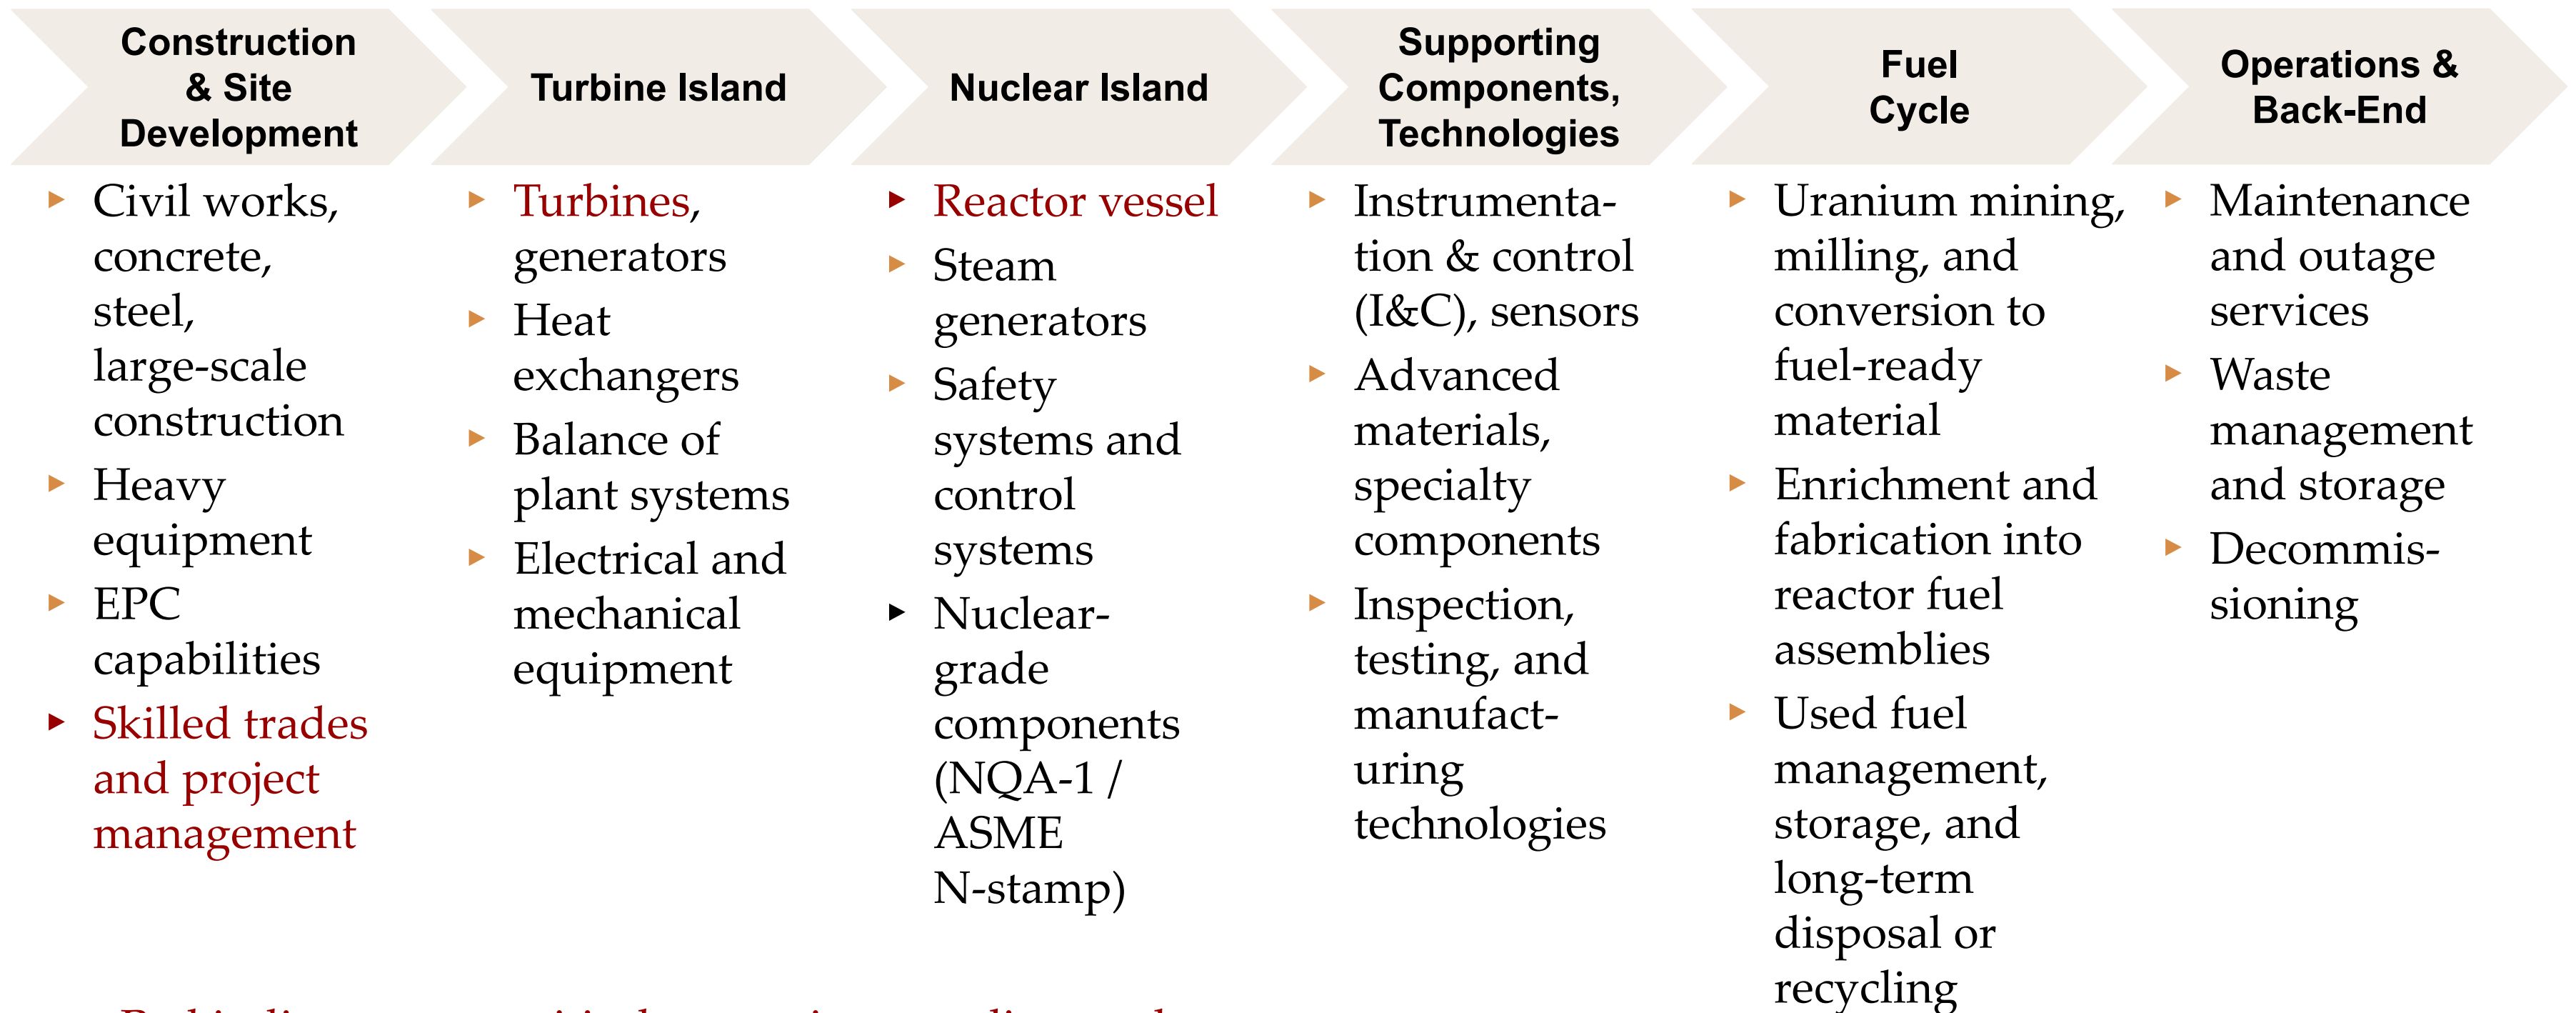 Construction
& Site
Development
Turbine Island
Nuclear Island
Supporting
Components,
Technologies
Fuel
Cycle
Operations &
Back-End
Civil works,
concrete,
steel,
large-scale
construction
Heavy
equipment
EPC
capabilities
Skilled trades
and project
management
Turbines,
generators
Heat
exchangers
Balance of
plant systems
Electrical and
mechanical
equipment
Reactor vessel
Steam
generators
Safety
systems and
control
systems
Nuclear-
grade
components
(NQA-1 /
ASME
N-stamp)
Instrumenta-
tion & control
(I&C), sensors
Advanced
materials,
specialty
components
Inspection,
testing, and
manufact-
uring
technologies
Uranium mining,
milling, and
conversion to
fuel-ready
material
Enrichment and
fabrication into
reactor fuel
assemblies
Used fuel
management,
storage, and
long-term
disposal or
recycling
Maintenance
and outage
services
Waste
management
and storage
Decommis-
sioning